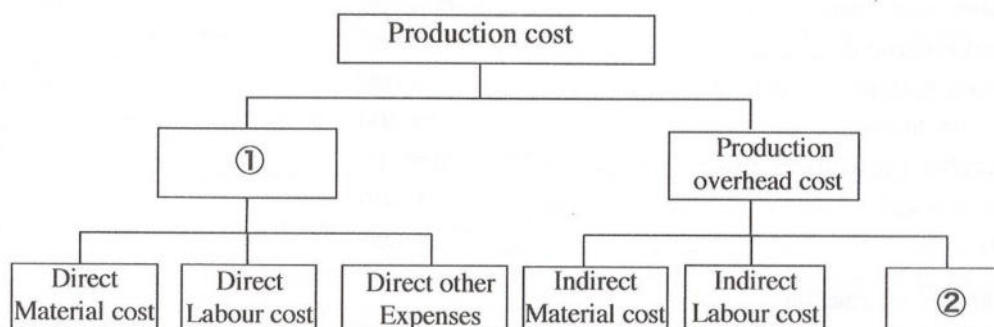 Production cost
①
Production
overhead cost
Direct
Material cost
Direct
Labour cost
Direct other
Expenses
Indirect
Material cost
Indirect
Labour cost
②